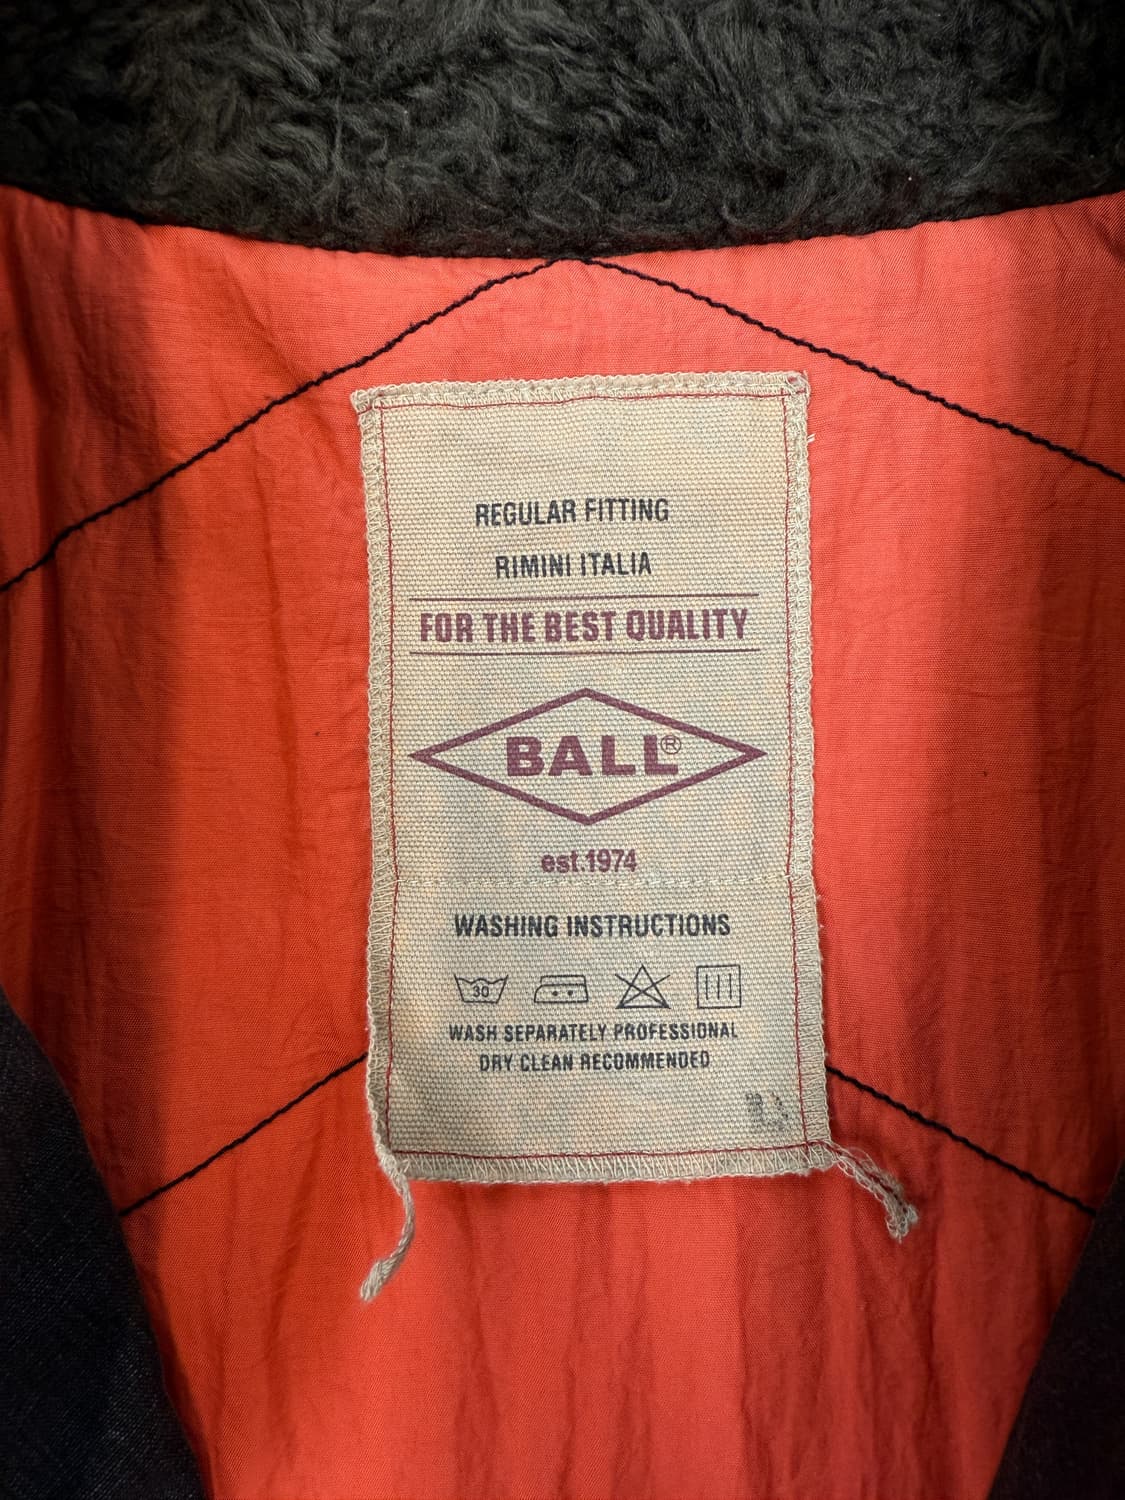 REGULAR FITTING
RIMINI ITALIA
FOR THE BEST QUALITY
BALL®
est.1974
WASHING INSTRUCTIONS
30
WASH SEPARATELY PROFESSIONAL
DRY CLEAN RECOMMENDED